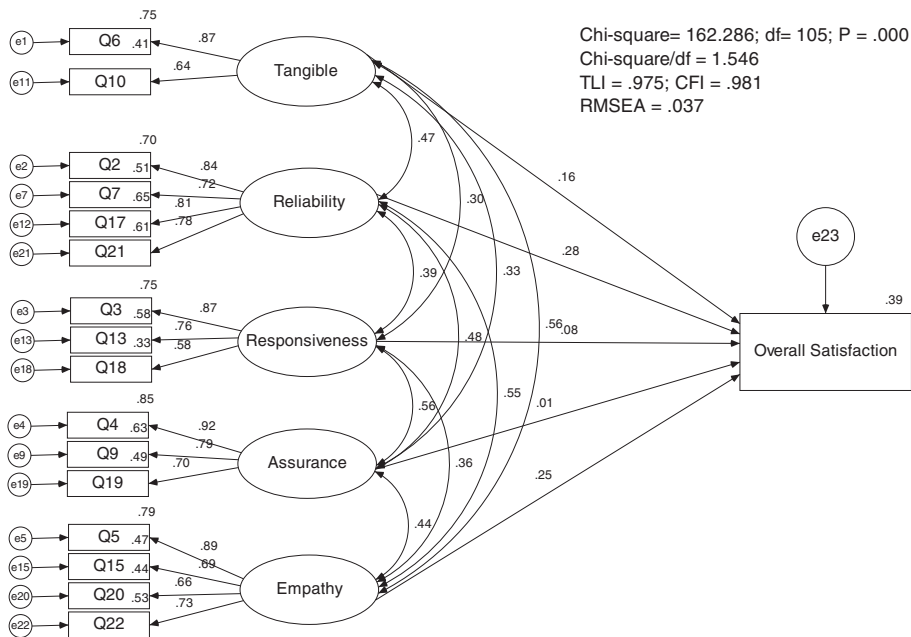 .75
e1 Q6 .41 .87
e11 Q10 .64
Tangible
Chi-square= 162.286; df= 105; P = .000
Chi-square/df = 1.546
TLI = .975; CFI = .981
RMSEA = .037
.47
.16
.70
e2 Q2 .51 .84
e7 Q7 .65 .72
e12 Q17 .61 .81
e21 Q21 .78
Reliability
.30
.28
e23
.39
.33
.75
e3 Q3 .58 .87
e13 Q13 .33 .76
e18 Q18 .58
Responsiveness
.48
.56
.08
.39
Overall Satisfaction
.56
.55
.01
.85
e4 Q4 .63 .92
e9 Q9 .49 .79
e19 Q19 .70
Assurance
.36
.25
.44
.79
e5 Q5 .47 .89
e15 Q15 .44 .69
e20 Q20 .53 .66
e22 Q22 .73
Empathy